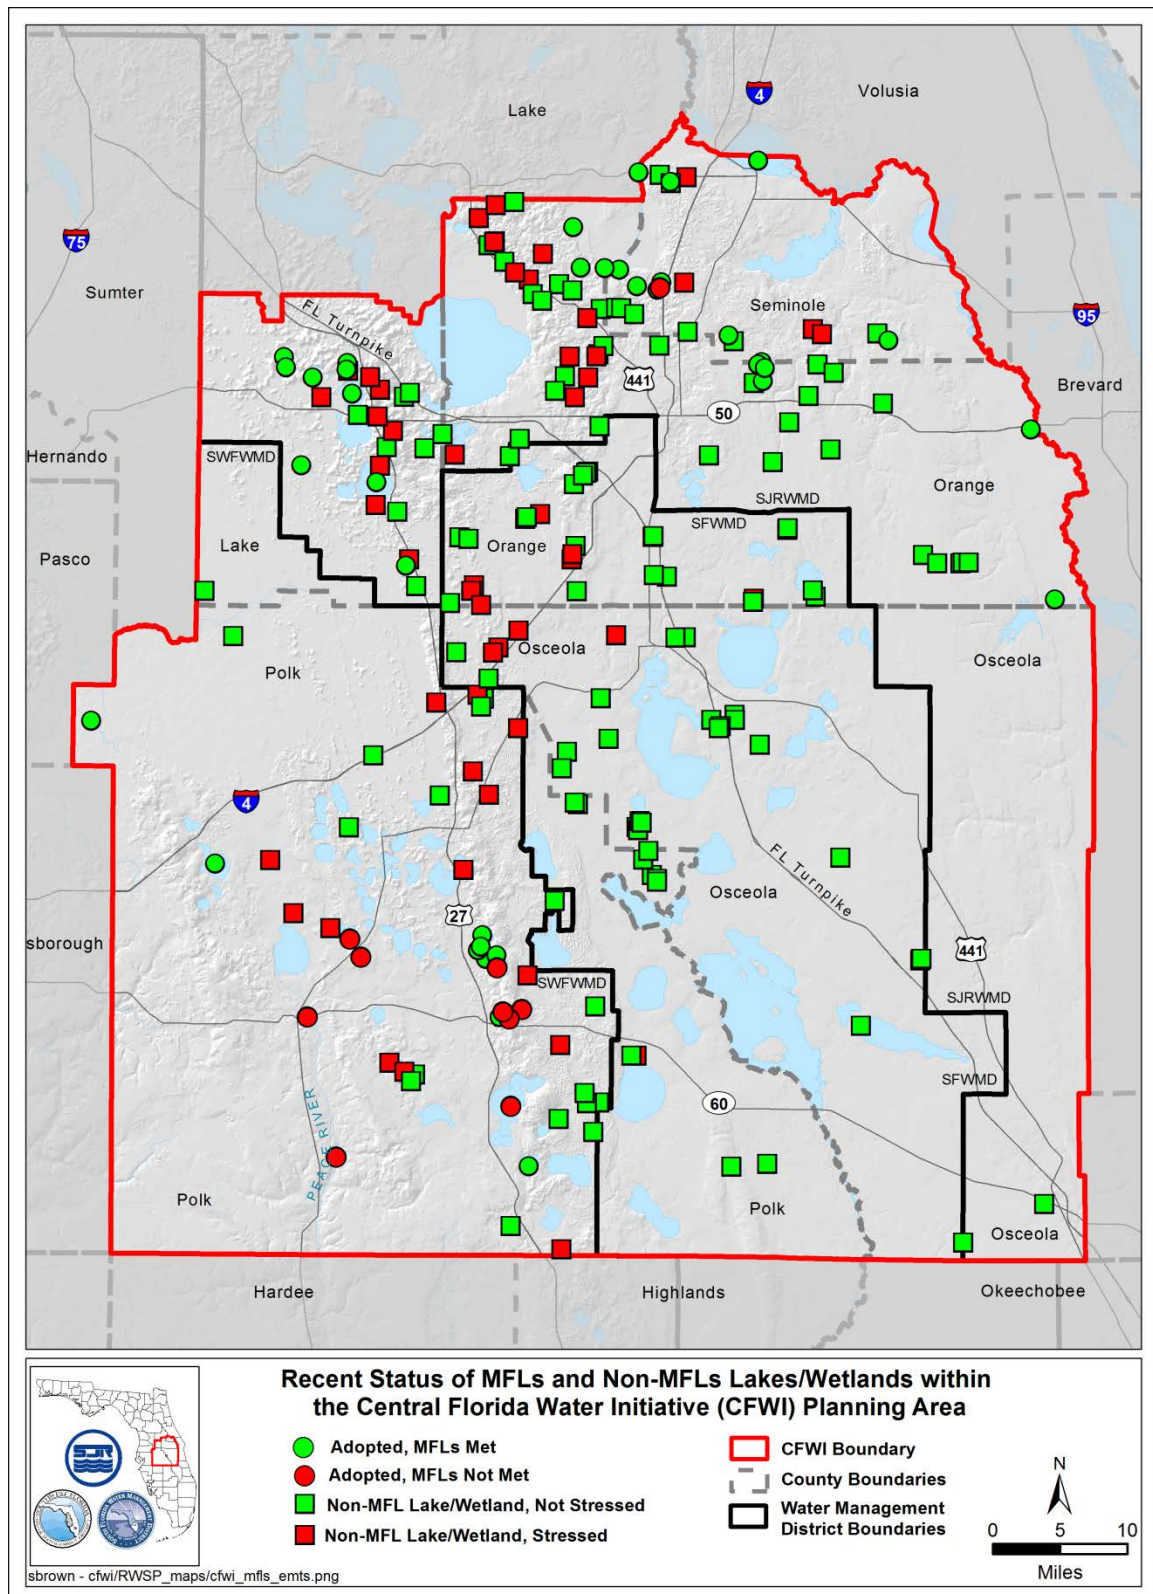 Lake
4
Volusia
75
Sumter
FL Turnpike
Seminole
95
441
Brevard
50
Hernando
SWFWMD
SJRWMD
Orange
SFWMD
Pasco
Lake
Orange
Osceola
Osceola
Polk
4
FL Turnpike
Osceola
27
sborough
441
SWFWMD
SJRWMD
SFWMD
60
PEACE RIVER
Polk
Polk
Osceola
Hardee
Highlands
Okeechobee
Recent Status of MFLs and Non-MFLs Lakes/Wetlands within
the Central Florida Water Initiative (CFWI) Planning Area
Adopted, MFLs Met
Adopted, MFLs Not Met
Non-MFL Lake/Wetland, Not Stressed
Non-MFL Lake/Wetland, Stressed
CFWI Boundary
County Boundaries
Water Management
District Boundaries
N
0 5 10
Miles
SJR
sbrown - cfwi/RWSP_maps/cfwi_mfls_emts.png